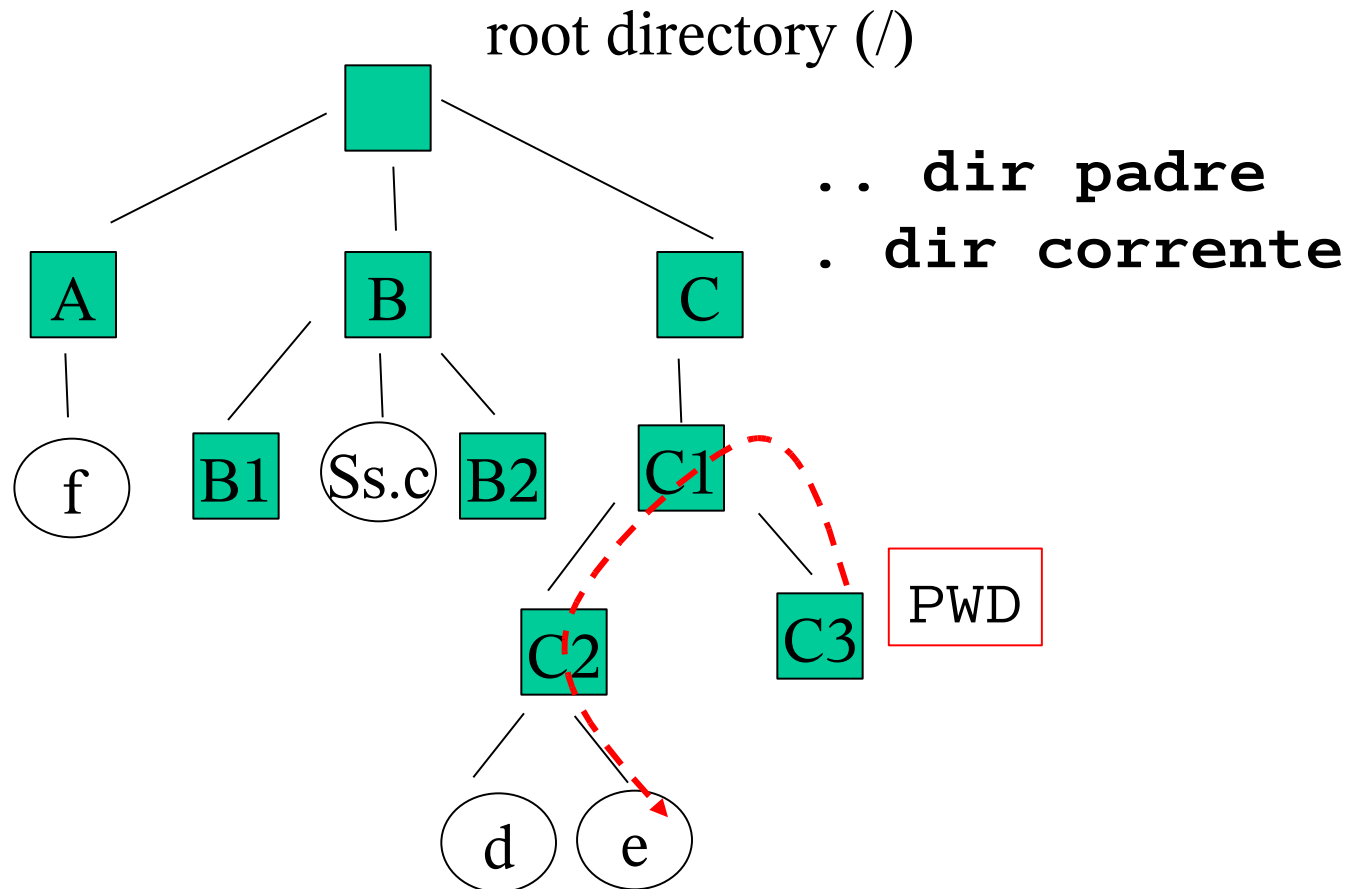 root directory (/)
.. dir padre
. dir corrente
A
B
C
f
B1
Ss.c
B2
C1
C2
C3
PWD
d
e